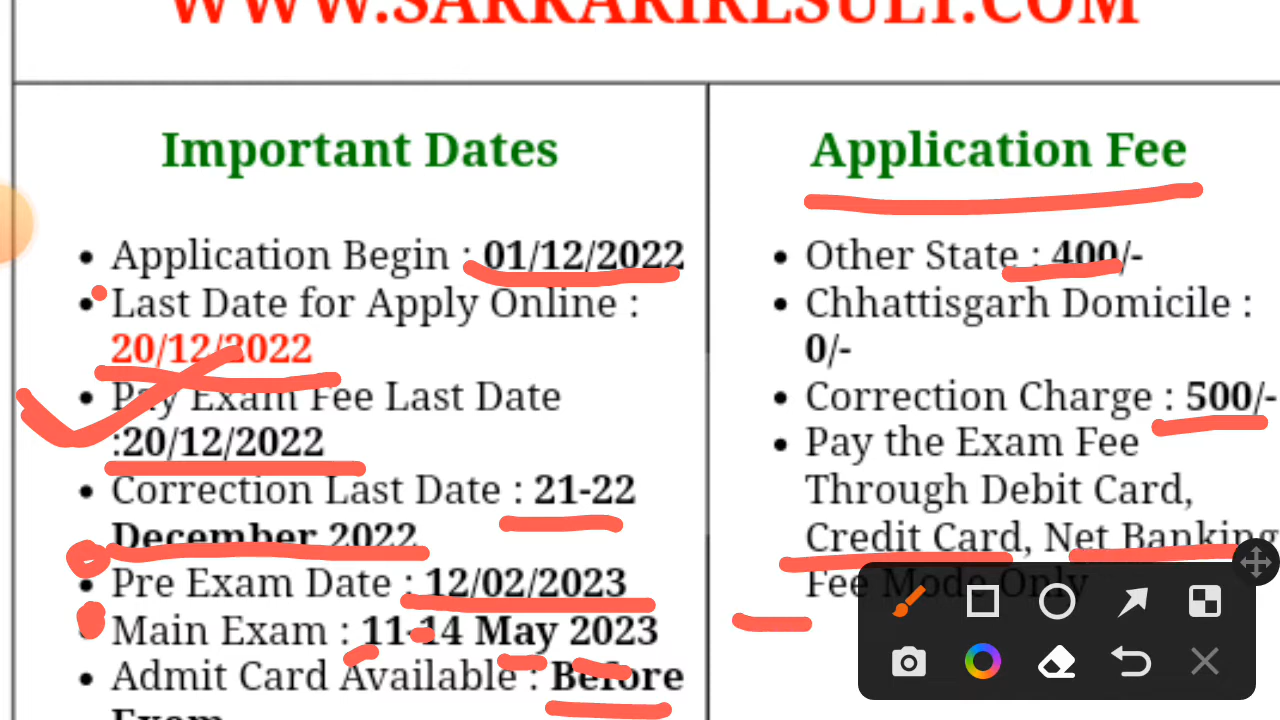 WWW.SARKARIRESULT.COM
Important Dates
Application Begin : 01/12/2022
Last Date for Apply Online :
20/12/2022
Pay Exam Fee Last Date
:20/12/2022
Correction Last Date : 21-22
December 2022
Pre Exam Date : 12/02/2023
Main Exam : 11-14 May 2023
Admit Card Available : Before
Exam
Application Fee
Other State : 400/-
Chhattisgarh Domicile :
0/-
Correction Charge : 500/-
Pay the Exam Fee
Through Debit Card,
Credit Card, Net Banking
Fee Mode Only